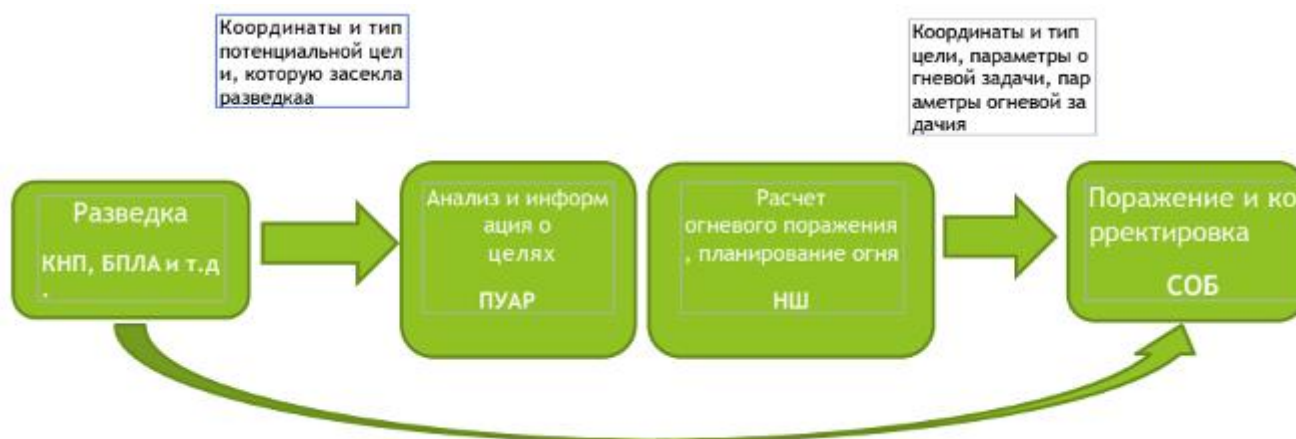 Координаты и тип
потенциальной цел
и, которую засекла
разведкаа
Координаты и тип
цели, параметры о
гневой задачи, пар
аметры огневой за
дачия
Разведка
КНП, БПЛА и т.д
.
Анализ и информ
ация о
целях
ПУАР
Расчет
огневого поражения
, планирование огня
НШ
Поражение и ко
рректировка
СОБ